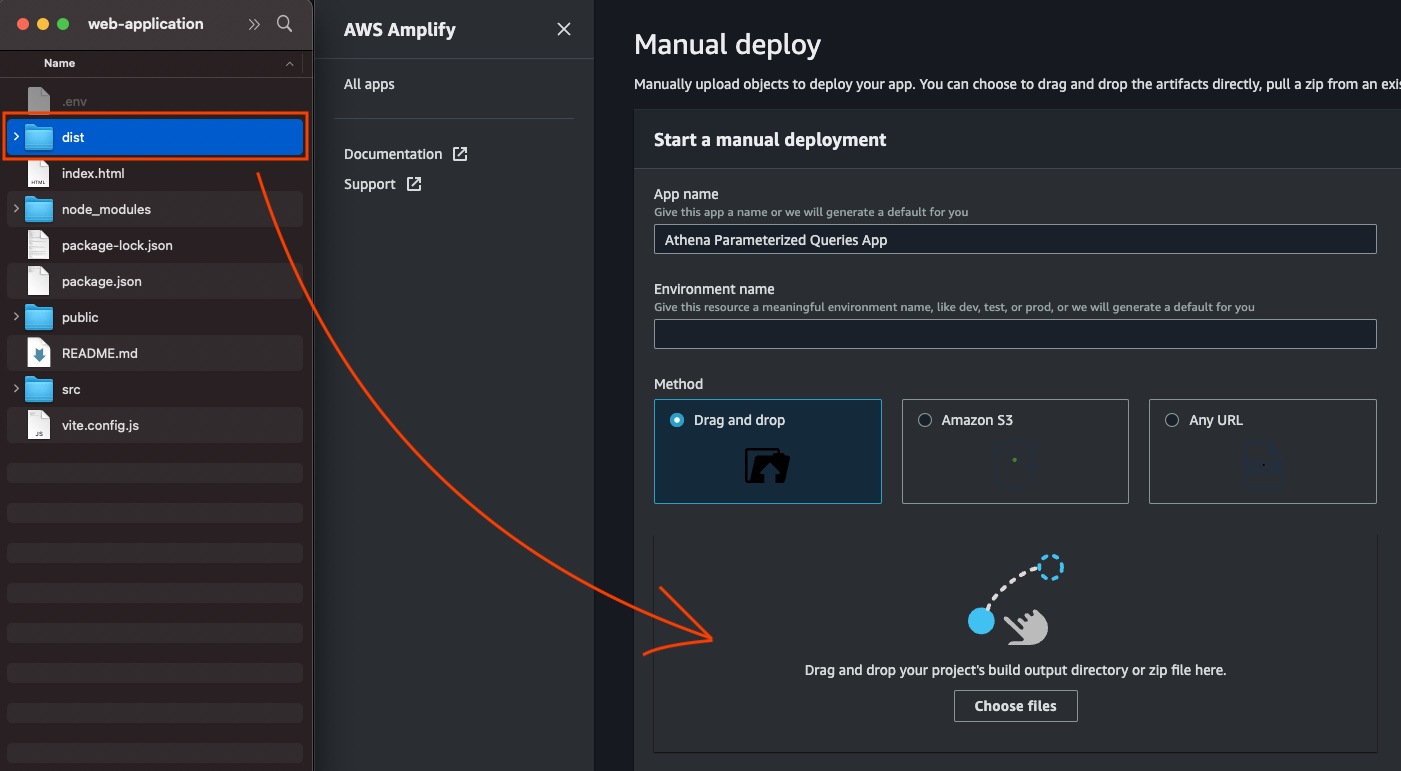 web-application
Name
.env
dist
index.html
node_modules
package-lock.json
package.json
public
README.md
src
vite.config.js
HTML
JS
AWS Amplify
All apps
Documentation
Support
Manual deploy
Manually upload objects to deploy your app. You can choose to drag and drop the artifacts directly, pull a zip from an
Start a manual deployment
App name
Give this app a name or we will generate a default for you
Athena Parameterized Queries App
Environment name
Give this resource a meaningful environment name, like dev, test, or prod, or we will generate a default for you
Method
Drag and drop
Amazon S3
Any URL
Drag and drop your project's build output directory or zip file here.
Choose files